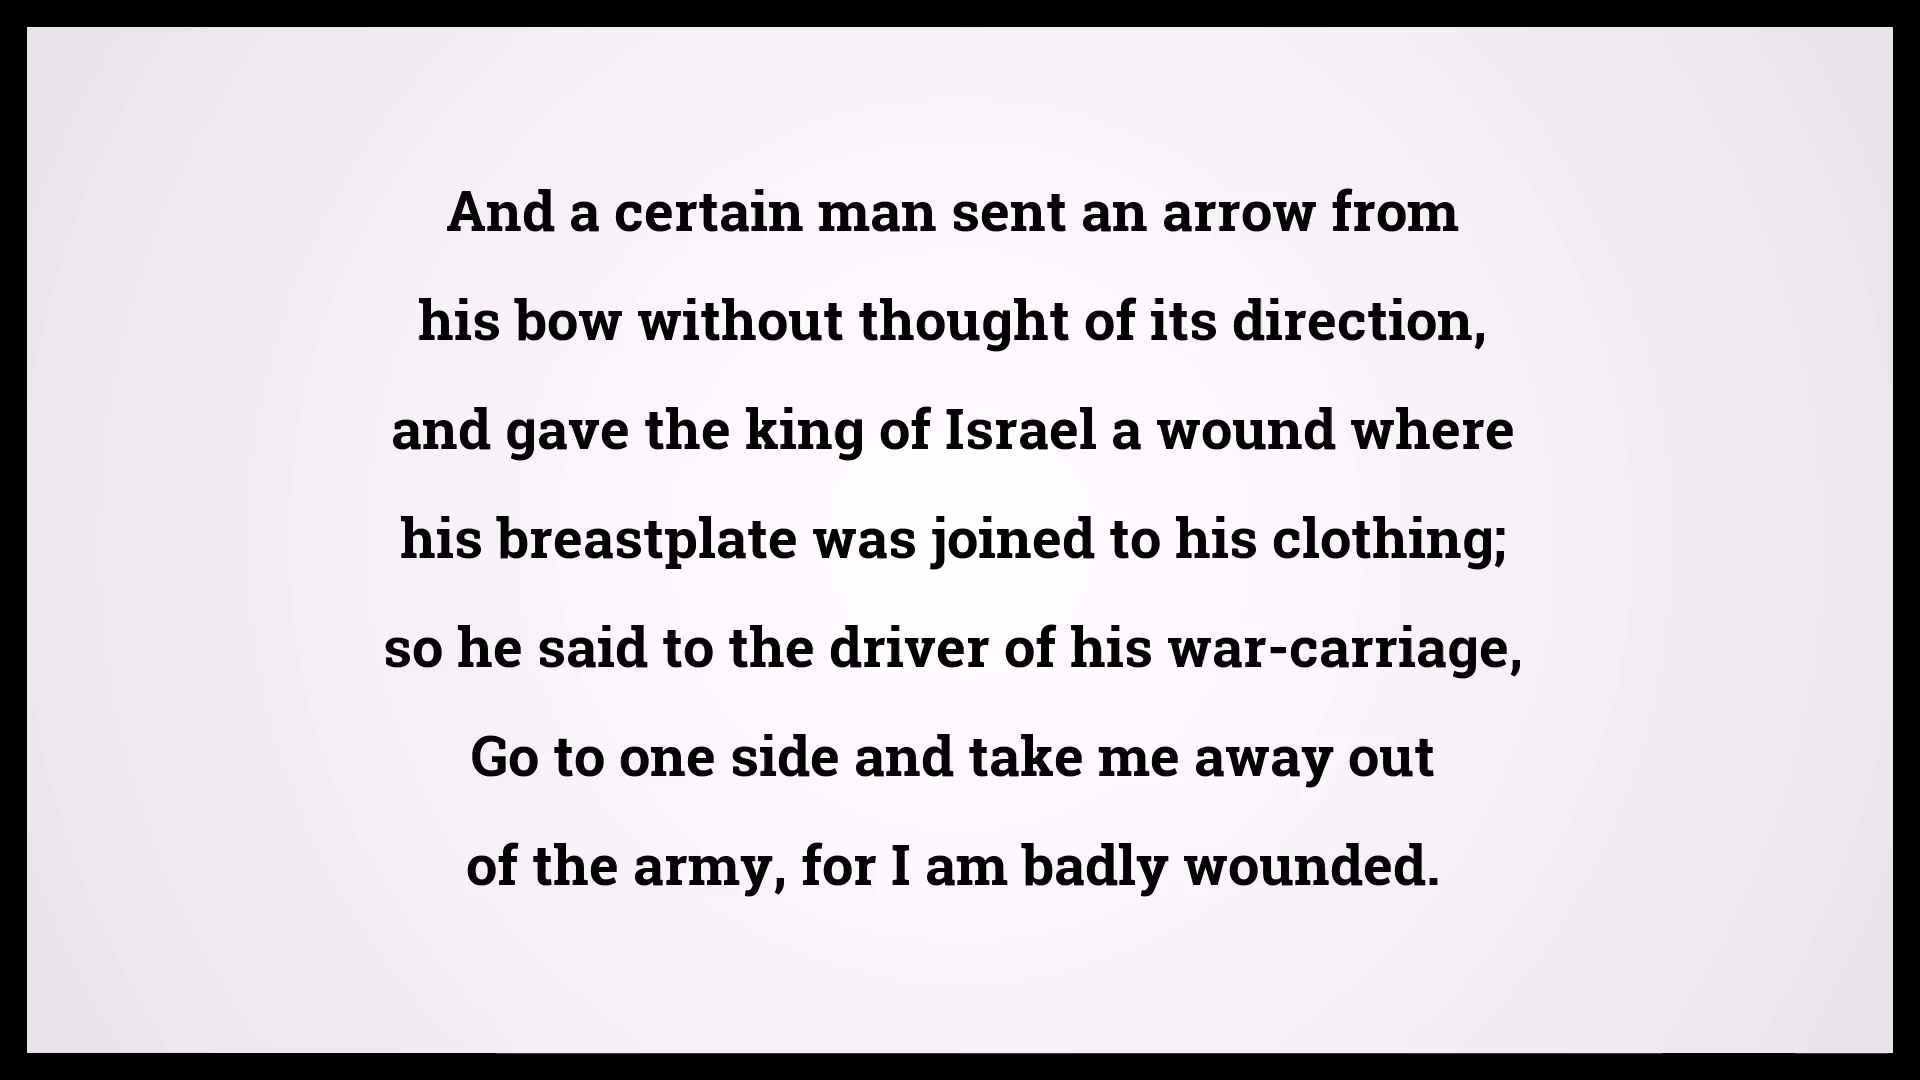 And a certain man sent an arrow from
his bow without thought of its direction,
and gave the king of Israel a wound where
his breastplate was joined to his clothing;
so he said to the driver of his war-carriage,
Go to one side and take me away out
of the army, for I am badly wounded.